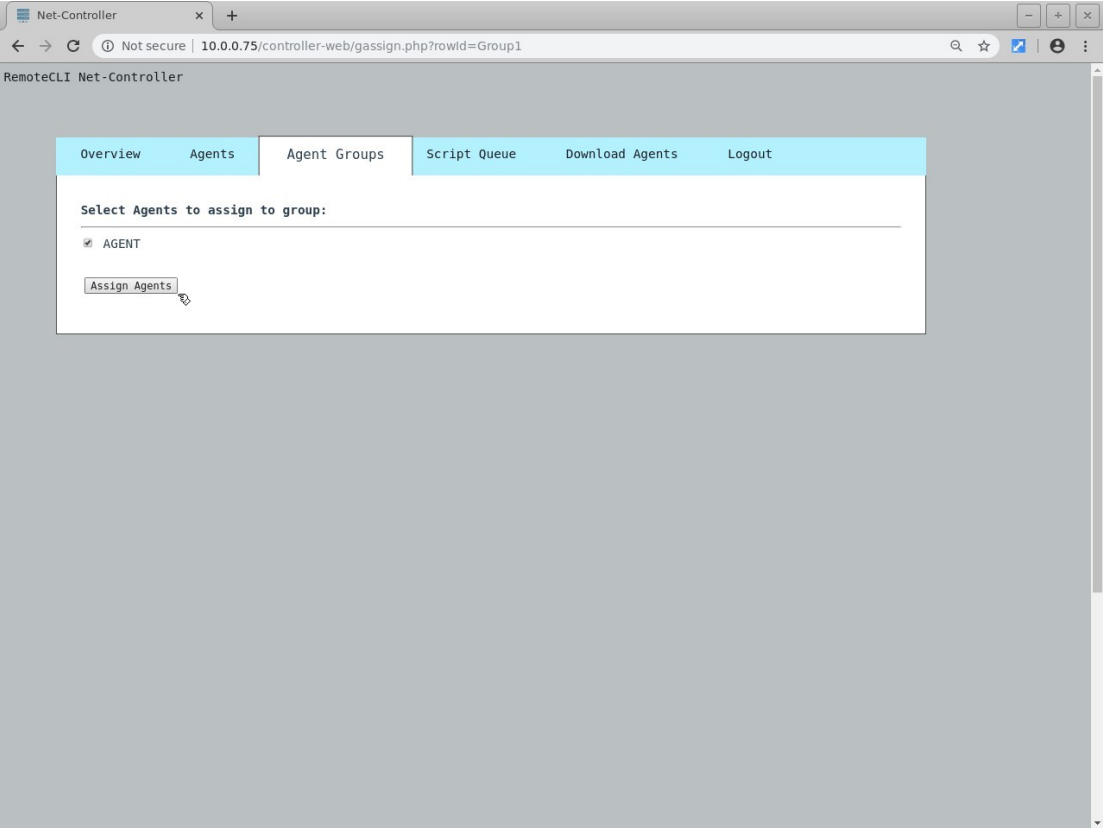 Net-Controller
Not secure 10.0.0.75/controller-web/gassign.php?rowId=Group1
RemoteCLI Net-Controller
Overview Agents Agent Groups Script Queue Download Agents Logout
Select Agents to assign to group:
AGENT
Assign Agents